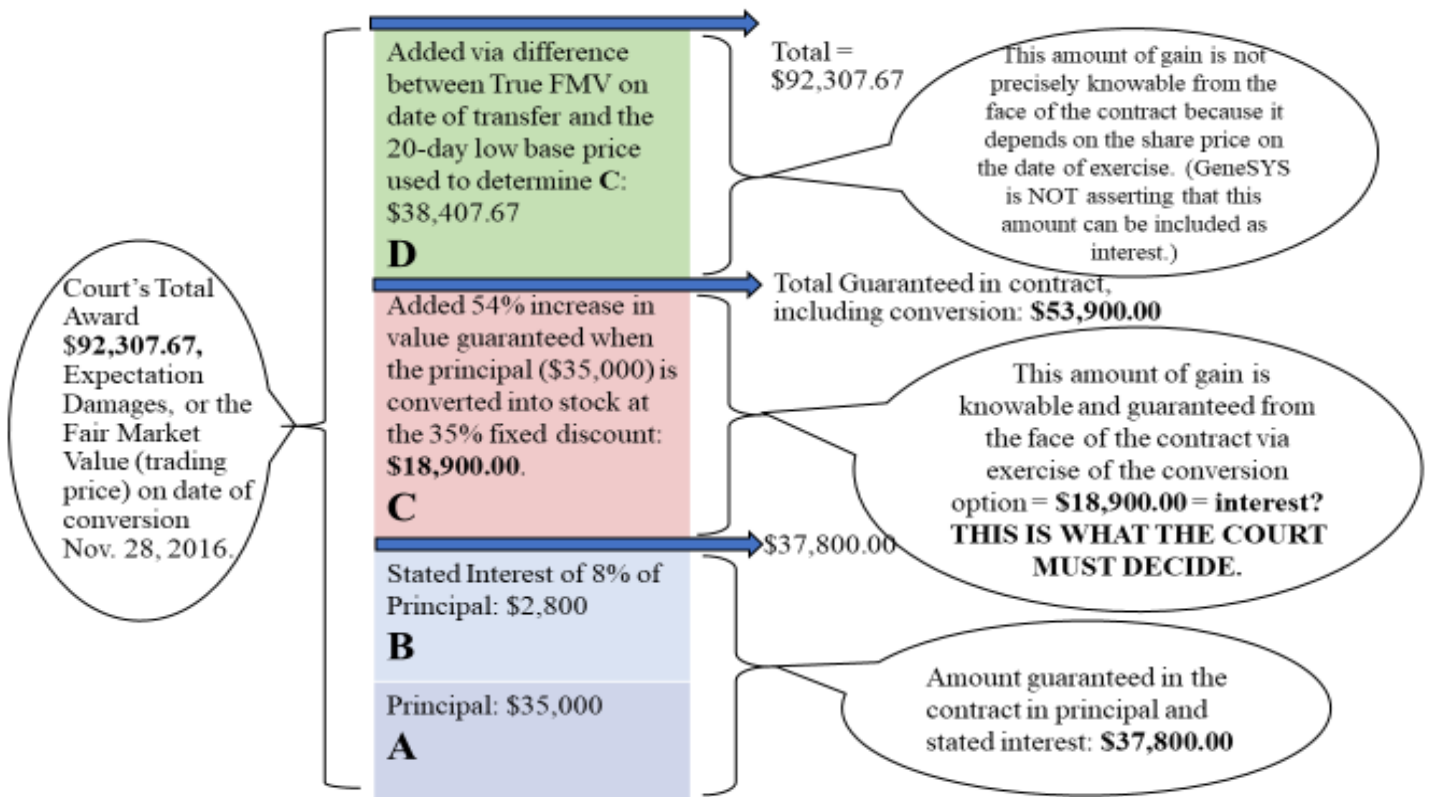 Court's Total
Award
$92,307.67,
Expectation
Damages, or the
Fair Market
Value (trading
price) on date of
conversion
Nov. 28, 2016.
Added via difference
between True FMV on
date of transfer and the
20-day low base price
used to determine C:
$38,407.67
D
Added 54% increase in
value guaranteed when
the principal ($35,000) is
converted into stock at
the 35% fixed discount:
$18,900.00.
C
Stated Interest of 8% of
Principal: $2,800
B
Principal: $35,000
A
Total =
$92,307.67
This amount of gain is not
precisely knowable from the
face of the contract because it
depends on the share price on
the date of exercise. (GeneSYS
is NOT asserting that this
amount can be included as
interest.)
Total Guaranteed in contract,
including conversion: $53,900.00
This amount of gain is
knowable and guaranteed from
the face of the contract via
exercise of the conversion
option = $18,900.00 = interest?
THIS IS WHAT THE COURT
MUST DECIDE.
$37,800.00
Amount guaranteed in the
contract in principal and
stated interest: $37,800.00